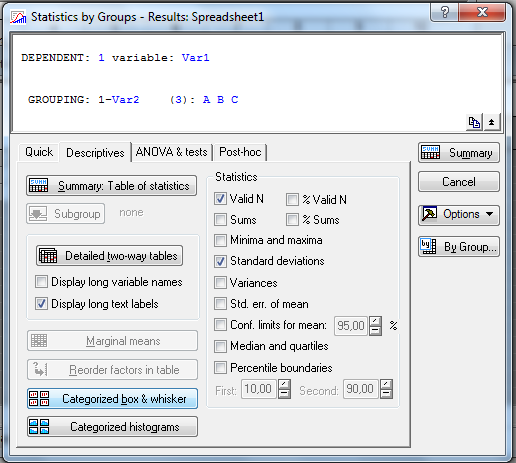 Statistics by Groups - Results: Spreadsheet1
DEPENDENT: 1 variable: Var1
GROUPING: 1-Var2 (3): A B C
Quick Descriptives ANOVA & tests Post-hoc
Summary: Table of statistics
Subgroup none
Detailed two-way tables
Display long variable names
Display long text labels
Marginal means
Reorder factors in table
Categorized box & whisker
Categorized histograms
Statistics
Valid N % Valid N
Sums % Sums
Minima and maxima
Standard deviations
Variances
Std. err. of mean
Conf. limits for mean: 95,00 %
Median and quartiles
Percentile boundaries
First: 10,00 Second: 90,00
SUMM Summary
Cancel
Options
By Group...